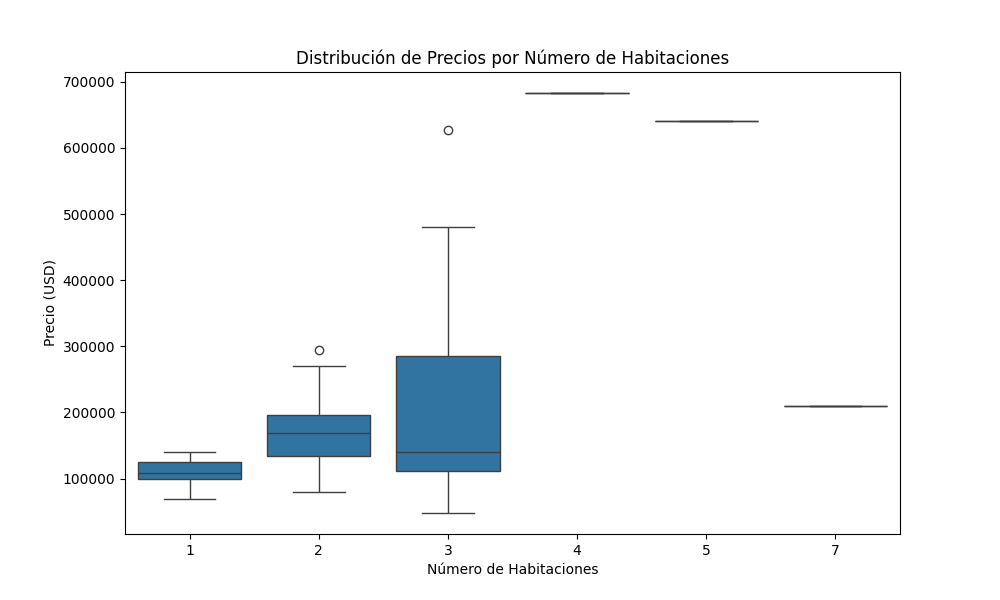 Distribución de Precios por Número de Habitaciones
700000
600000
500000
400000
300000
200000
100000
Precio (USD)
1 2 3 4 5 7
Número de Habitaciones